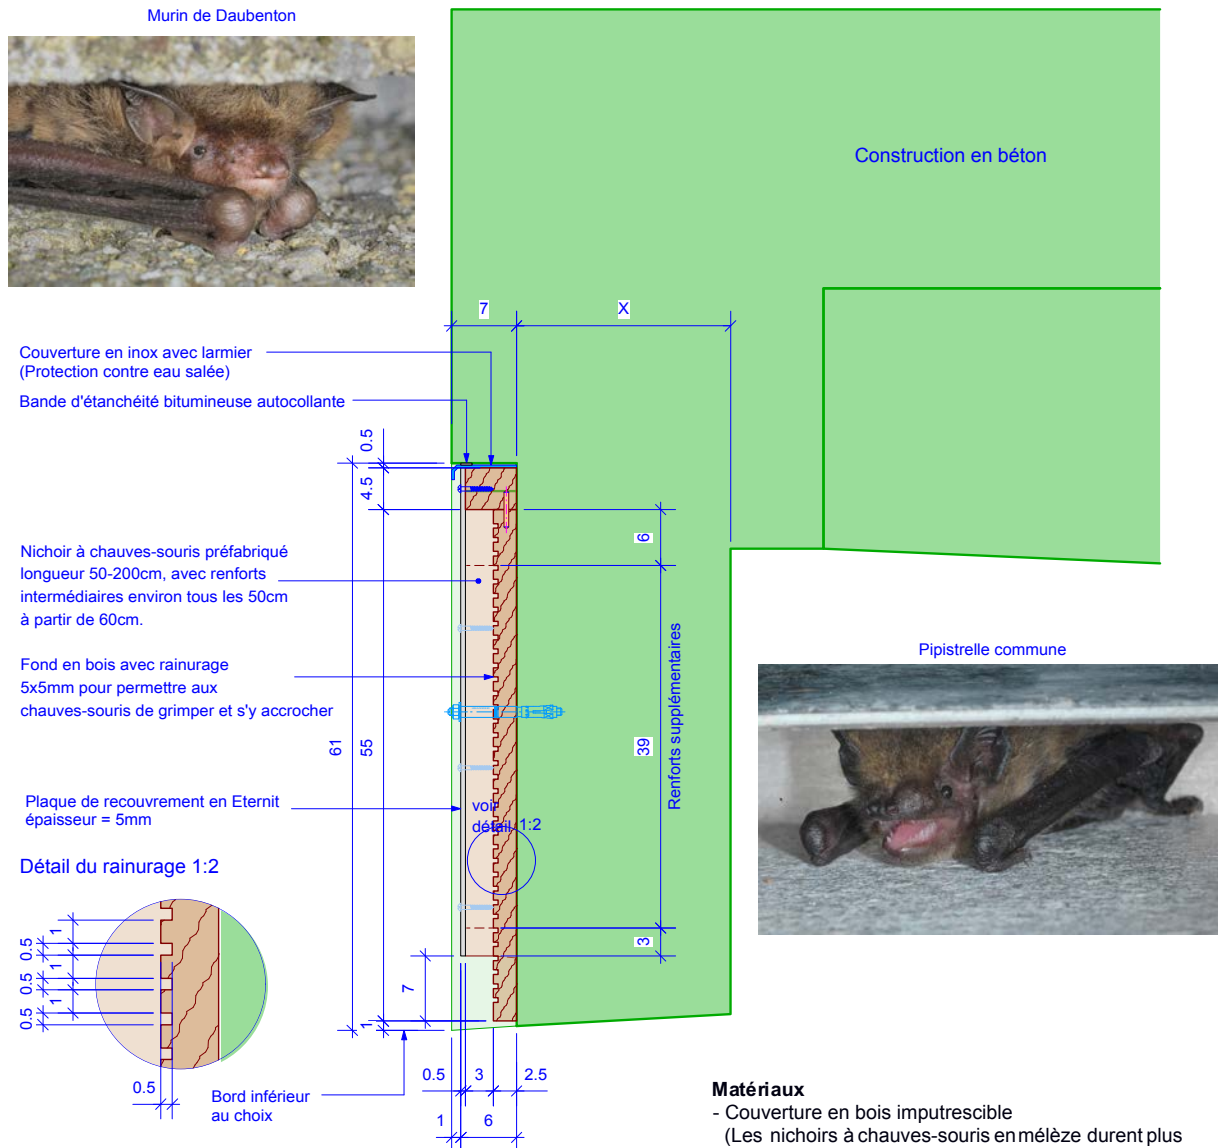 Murin de Daubenton
Construction en béton
7
X
Couverture en inox avec larmier
(Protection contre eau salée)
Bande d'étanchéité bitumineuse autocollante
0.5
4.5
6
Nichoir à chauves-souris préfabriqué
longueur 50-200cm, avec renforts
intermédiaires environ tous les 50cm
à partir de 60cm.
Fond en bois avec rainurage
5x5mm pour permettre aux
chauves-souris de grimper et s'y accrocher
Renforts supplémentaires
Pipistrelle commune
61
55
39
Plaque de recouvrement en Eternit
épaisseur = 5mm
voir
détail 1:2
Détail du rainurage 1:2
1
0.5
0.5
1
0.5
0.5
3
7
1
Bord inférieur
au choix
0.5
3
2.5
1
6
Matériaux
- Couverture en bois imputrescible
(Les nichoirs à chauves-souris en mélèze durent plus